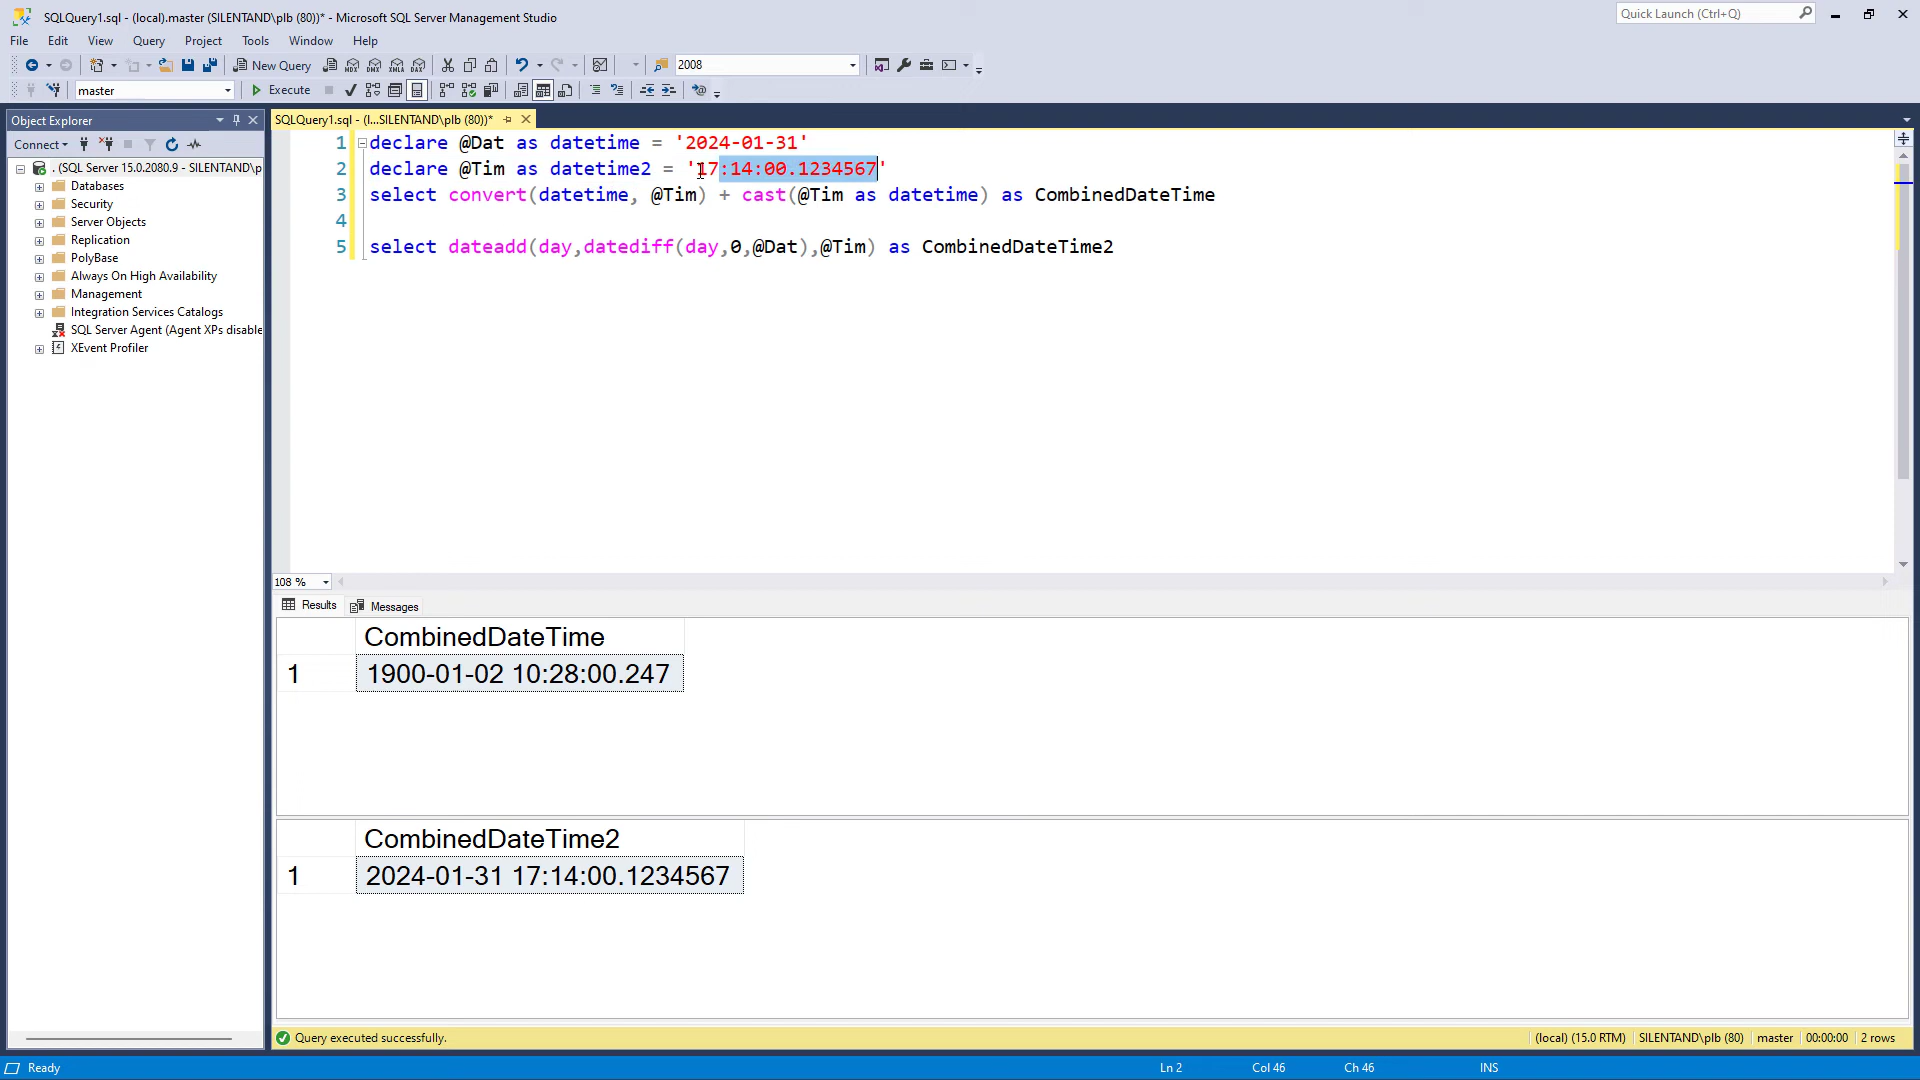 SQLQuery1.sql - (local).master (SILENTAND\plb (80))* - Microsoft SQL Server Management Studio
Quick Launch (Ctrl+Q)
File Edit View Query Project Tools Window Help
New Query
2008
master
Execute
Object Explorer
SQLQuery1.sql - (l...SILENTAND\plb (80))*
Connect
. (SQL Server 15.0.2080.9 - SILENTAND\p
Databases
Security
Server Objects
Replication
PolyBase
Always On High Availability
Management
Integration Services Catalogs
SQL Server Agent (Agent XPs disable
XEvent Profiler
1 declare @Dat as datetime = '2024-01-31'
2 declare @Tim as datetime2 = '17:14:00.1234567'
3 select convert(datetime, @Tim) + cast(@Tim as datetime) as CombinedDateTime
4
5 select dateadd(day,datediff(day,0,@Dat),@Tim) as CombinedDateTime2
108 %
Results Messages
CombinedDateTime
1 1900-01-02 10:28:00.247
CombinedDateTime2
1 2024-01-31 17:14:00.1234567
Query executed successfully.
(local) (15.0 RTM) SILENTAND\plb (80) master 00:00:00 2 rows
Ready
Ln 2 Col 46 Ch 46 INS